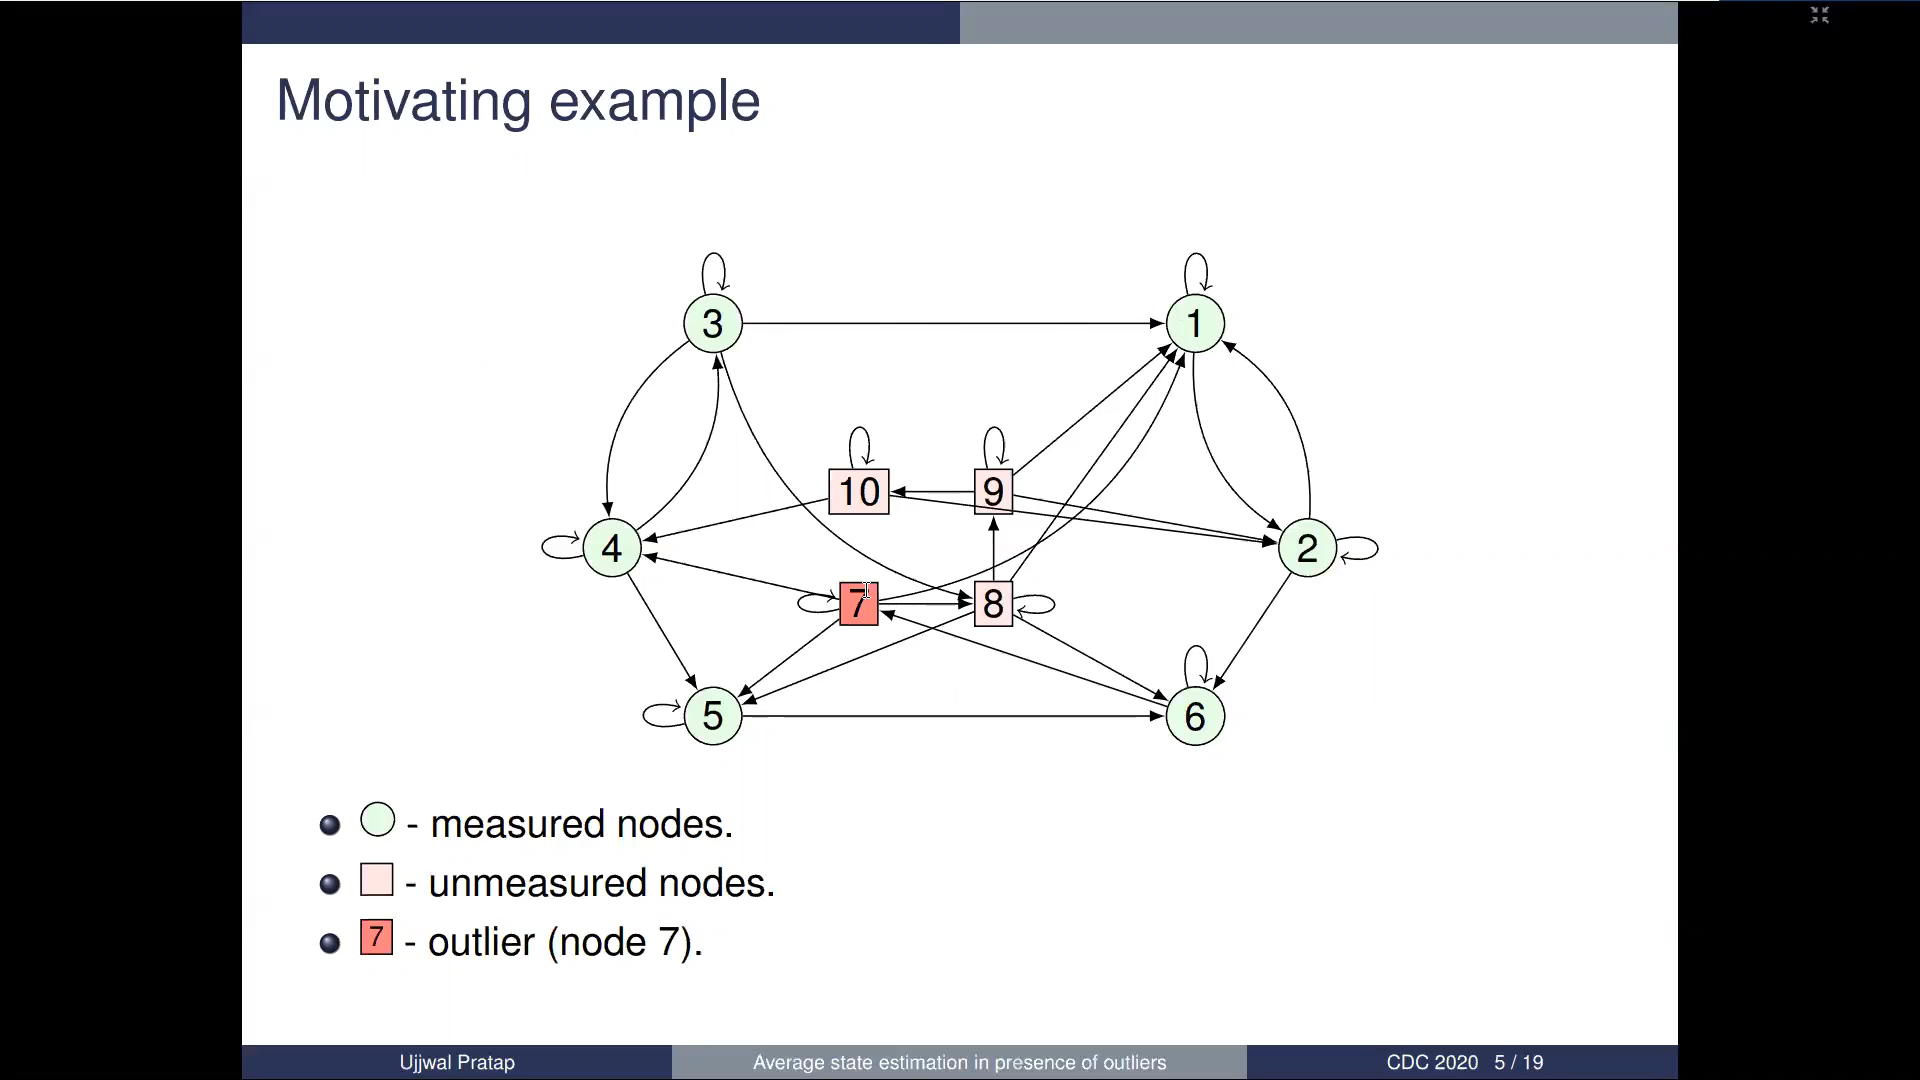 Motivating example
3
1
10
9
4
2
7
8
5
6
- measured nodes.
- unmeasured nodes.
7 - outlier (node 7).
Ujjwal Pratap
Average state estimation in presence of outliers
CDC 2020 5 / 19